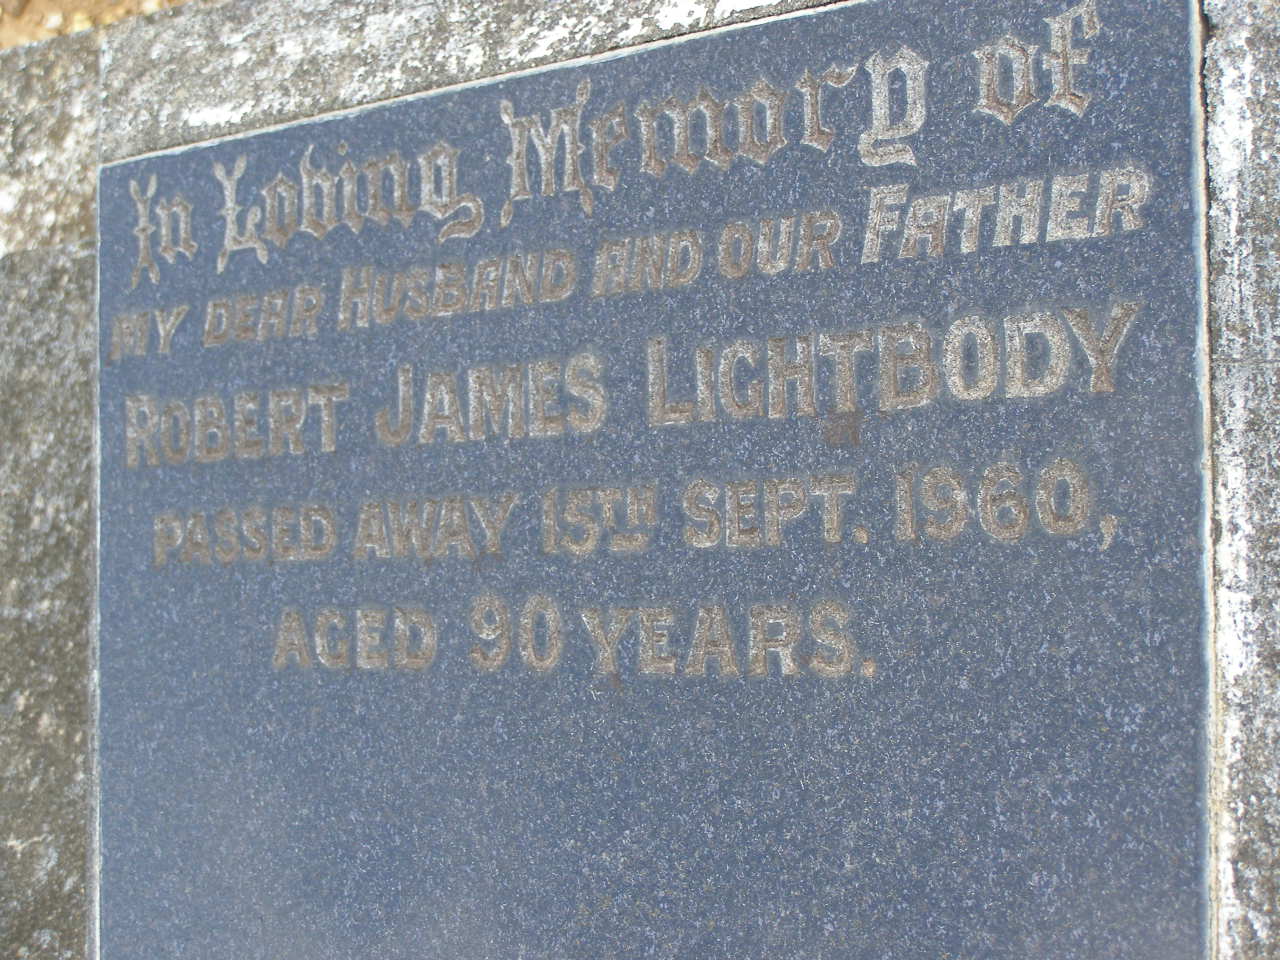 In Loving Memory of
MY DEAR HUSBAND AND OUR FATHER
ROBERT JAMES LIGHTBODY
PASSED AWAY 15TH SEPT. 1960,
AGED 90 YEARS.